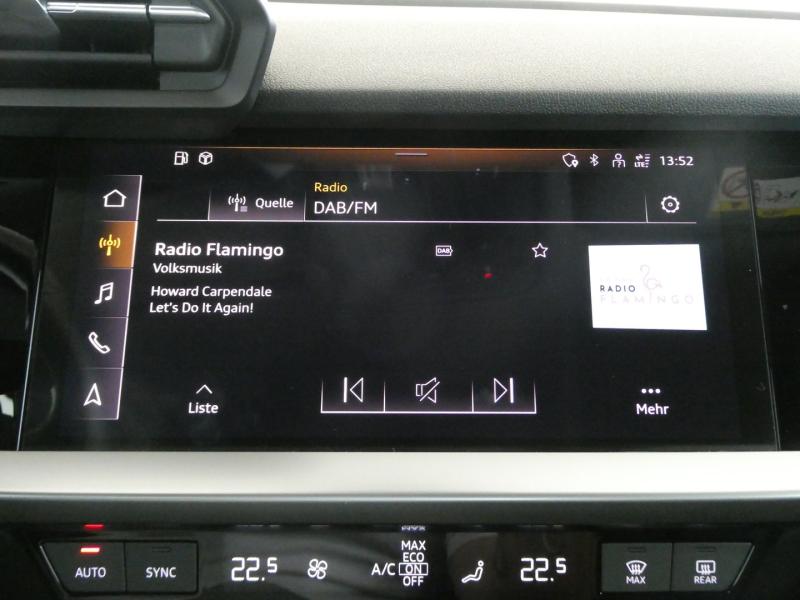 LTE 13:52
Quelle
Radio
DAB/FM
Radio Flamingo
DAB
Volksmusik
Howard Carpendale
Let's Do It Again!
RADIO
FLAMINGO
Liste
Mehr
AUTO
SYNC
22.5
A/C
MAX
ECO
ON
OFF
22.5
MAX
REAR